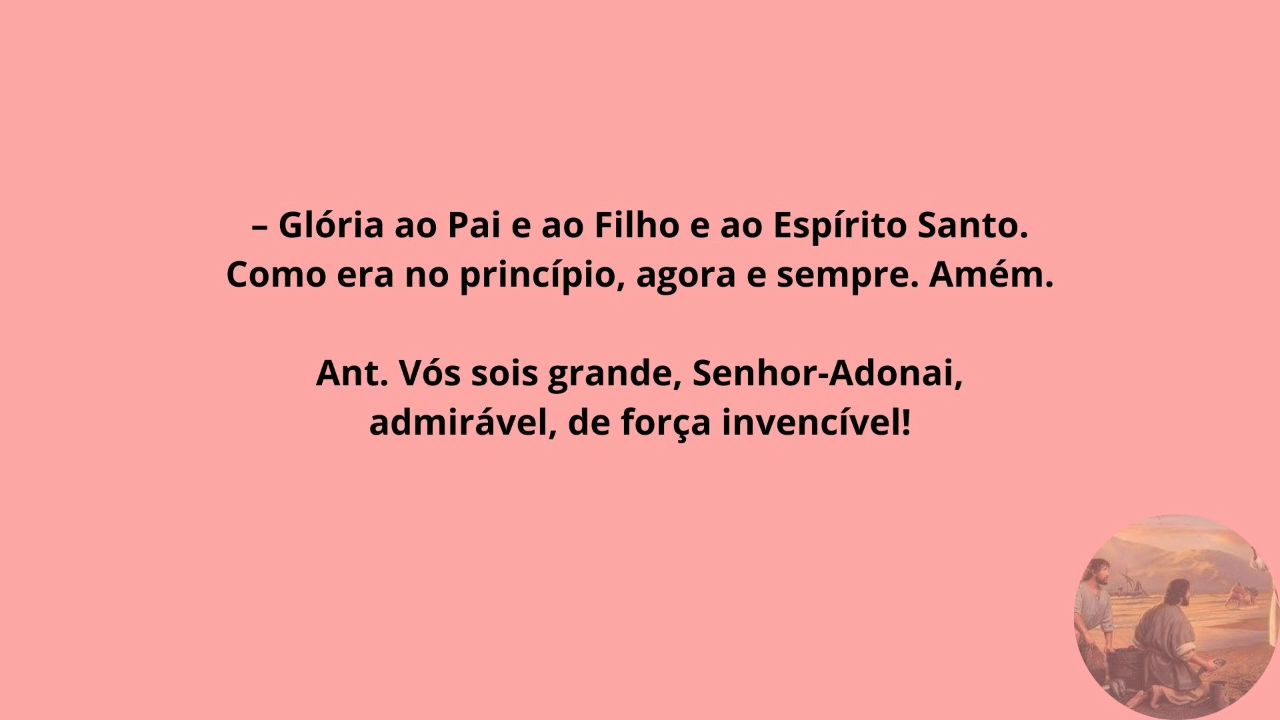 – Glória ao Pai e ao Filho e ao Espírito Santo.
Como era no princípio, agora e sempre. Amém.
Ant. Vós sois grande, Senhor-Adonai,
admirável, de força invencível!